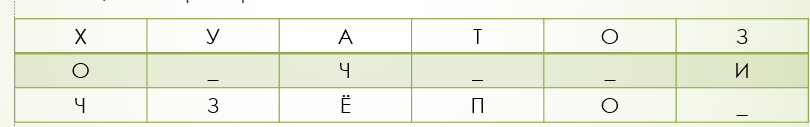 Х У А Т О З
О _ Ч _ _ И
Ч З Ё П О _